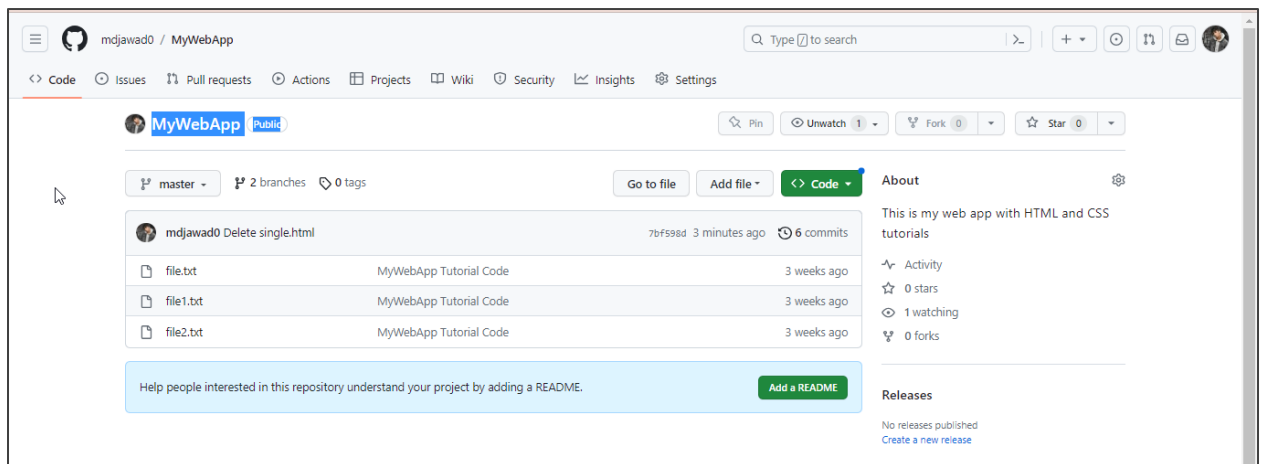 mdjawad0 / MyWebApp Type / to search
Code Issues Pull requests Actions Projects Wiki Security Insights Settings
MyWebApp Public Pin Unwatch 1 Fork 0 Star 0
master 2 branches 0 tags Go to file Add file Code
mdjawad0 Delete single.html 7bf598d 3 minutes ago 6 commits
file.txt MyWebApp Tutorial Code 3 weeks ago
file1.txt MyWebApp Tutorial Code 3 weeks ago
file2.txt MyWebApp Tutorial Code 3 weeks ago
Help people interested in this repository understand your project by adding a README. Add a README
About
This is my web app with HTML and CSS
tutorials
Activity
0 stars
1 watching
0 forks
Releases
No releases published
Create a new release